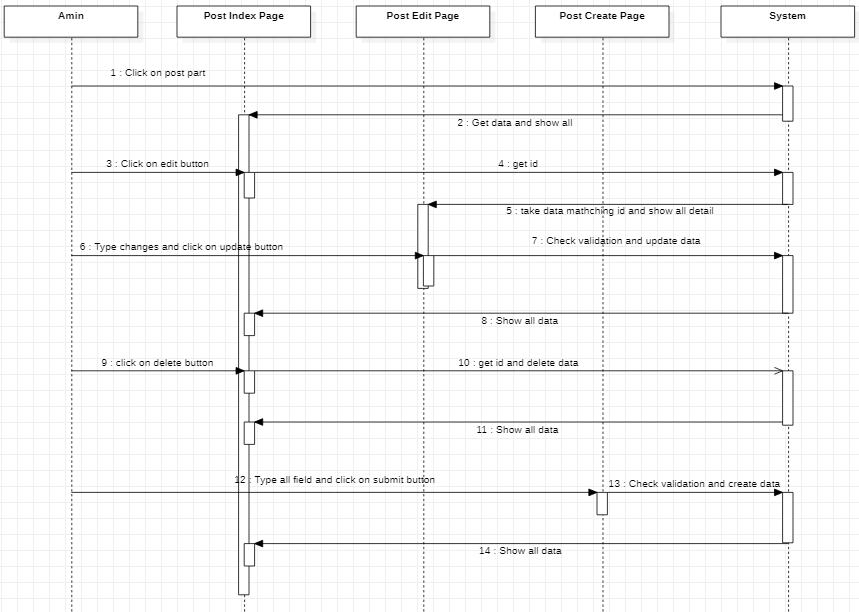 Amin
Post Index Page
Post Edit Page
Post Create Page
System
1 : Click on post part
2 : Get data and show all
3 : Click on edit button
4 : get id
5 : take data mathching id and show all detail
6 : Type changes and click on update button
7 : Check validation and update data
8 : Show all data
9 : click on delete button
10 : get id and delete data
11 : Show all data
12 : Type all field and click on submit button
13 : Check validation and create data
14 : Show all data